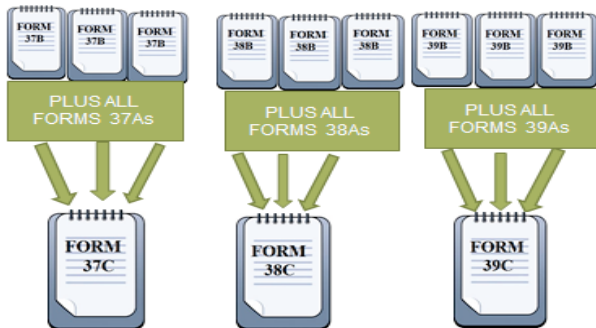 FORM
37B
FORM
37B
FORM
37B
FORM
38B
FORM
38B
FORM
38B
FORM
39B
FORM
39B
FORM
39B
PLUS ALL
FORMS 37As
PLUS ALL
FORMS 38As
PLUS ALL
FORMS 39As
FORM
37C
FORM
38C
FORM
39C